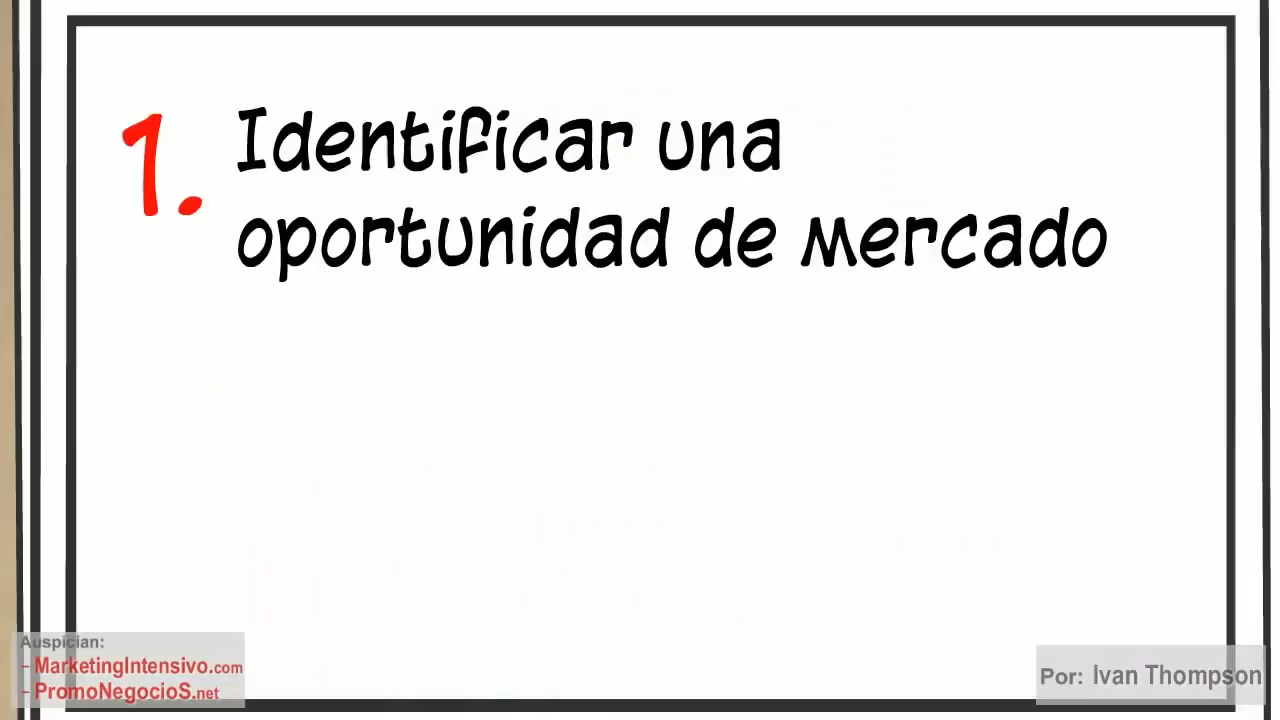 1. Identificar una
oportunidad de mercado
Auspician:
- MarketingIntensivo.com
- PromoNegocioS.net
Por: Ivan Thompson